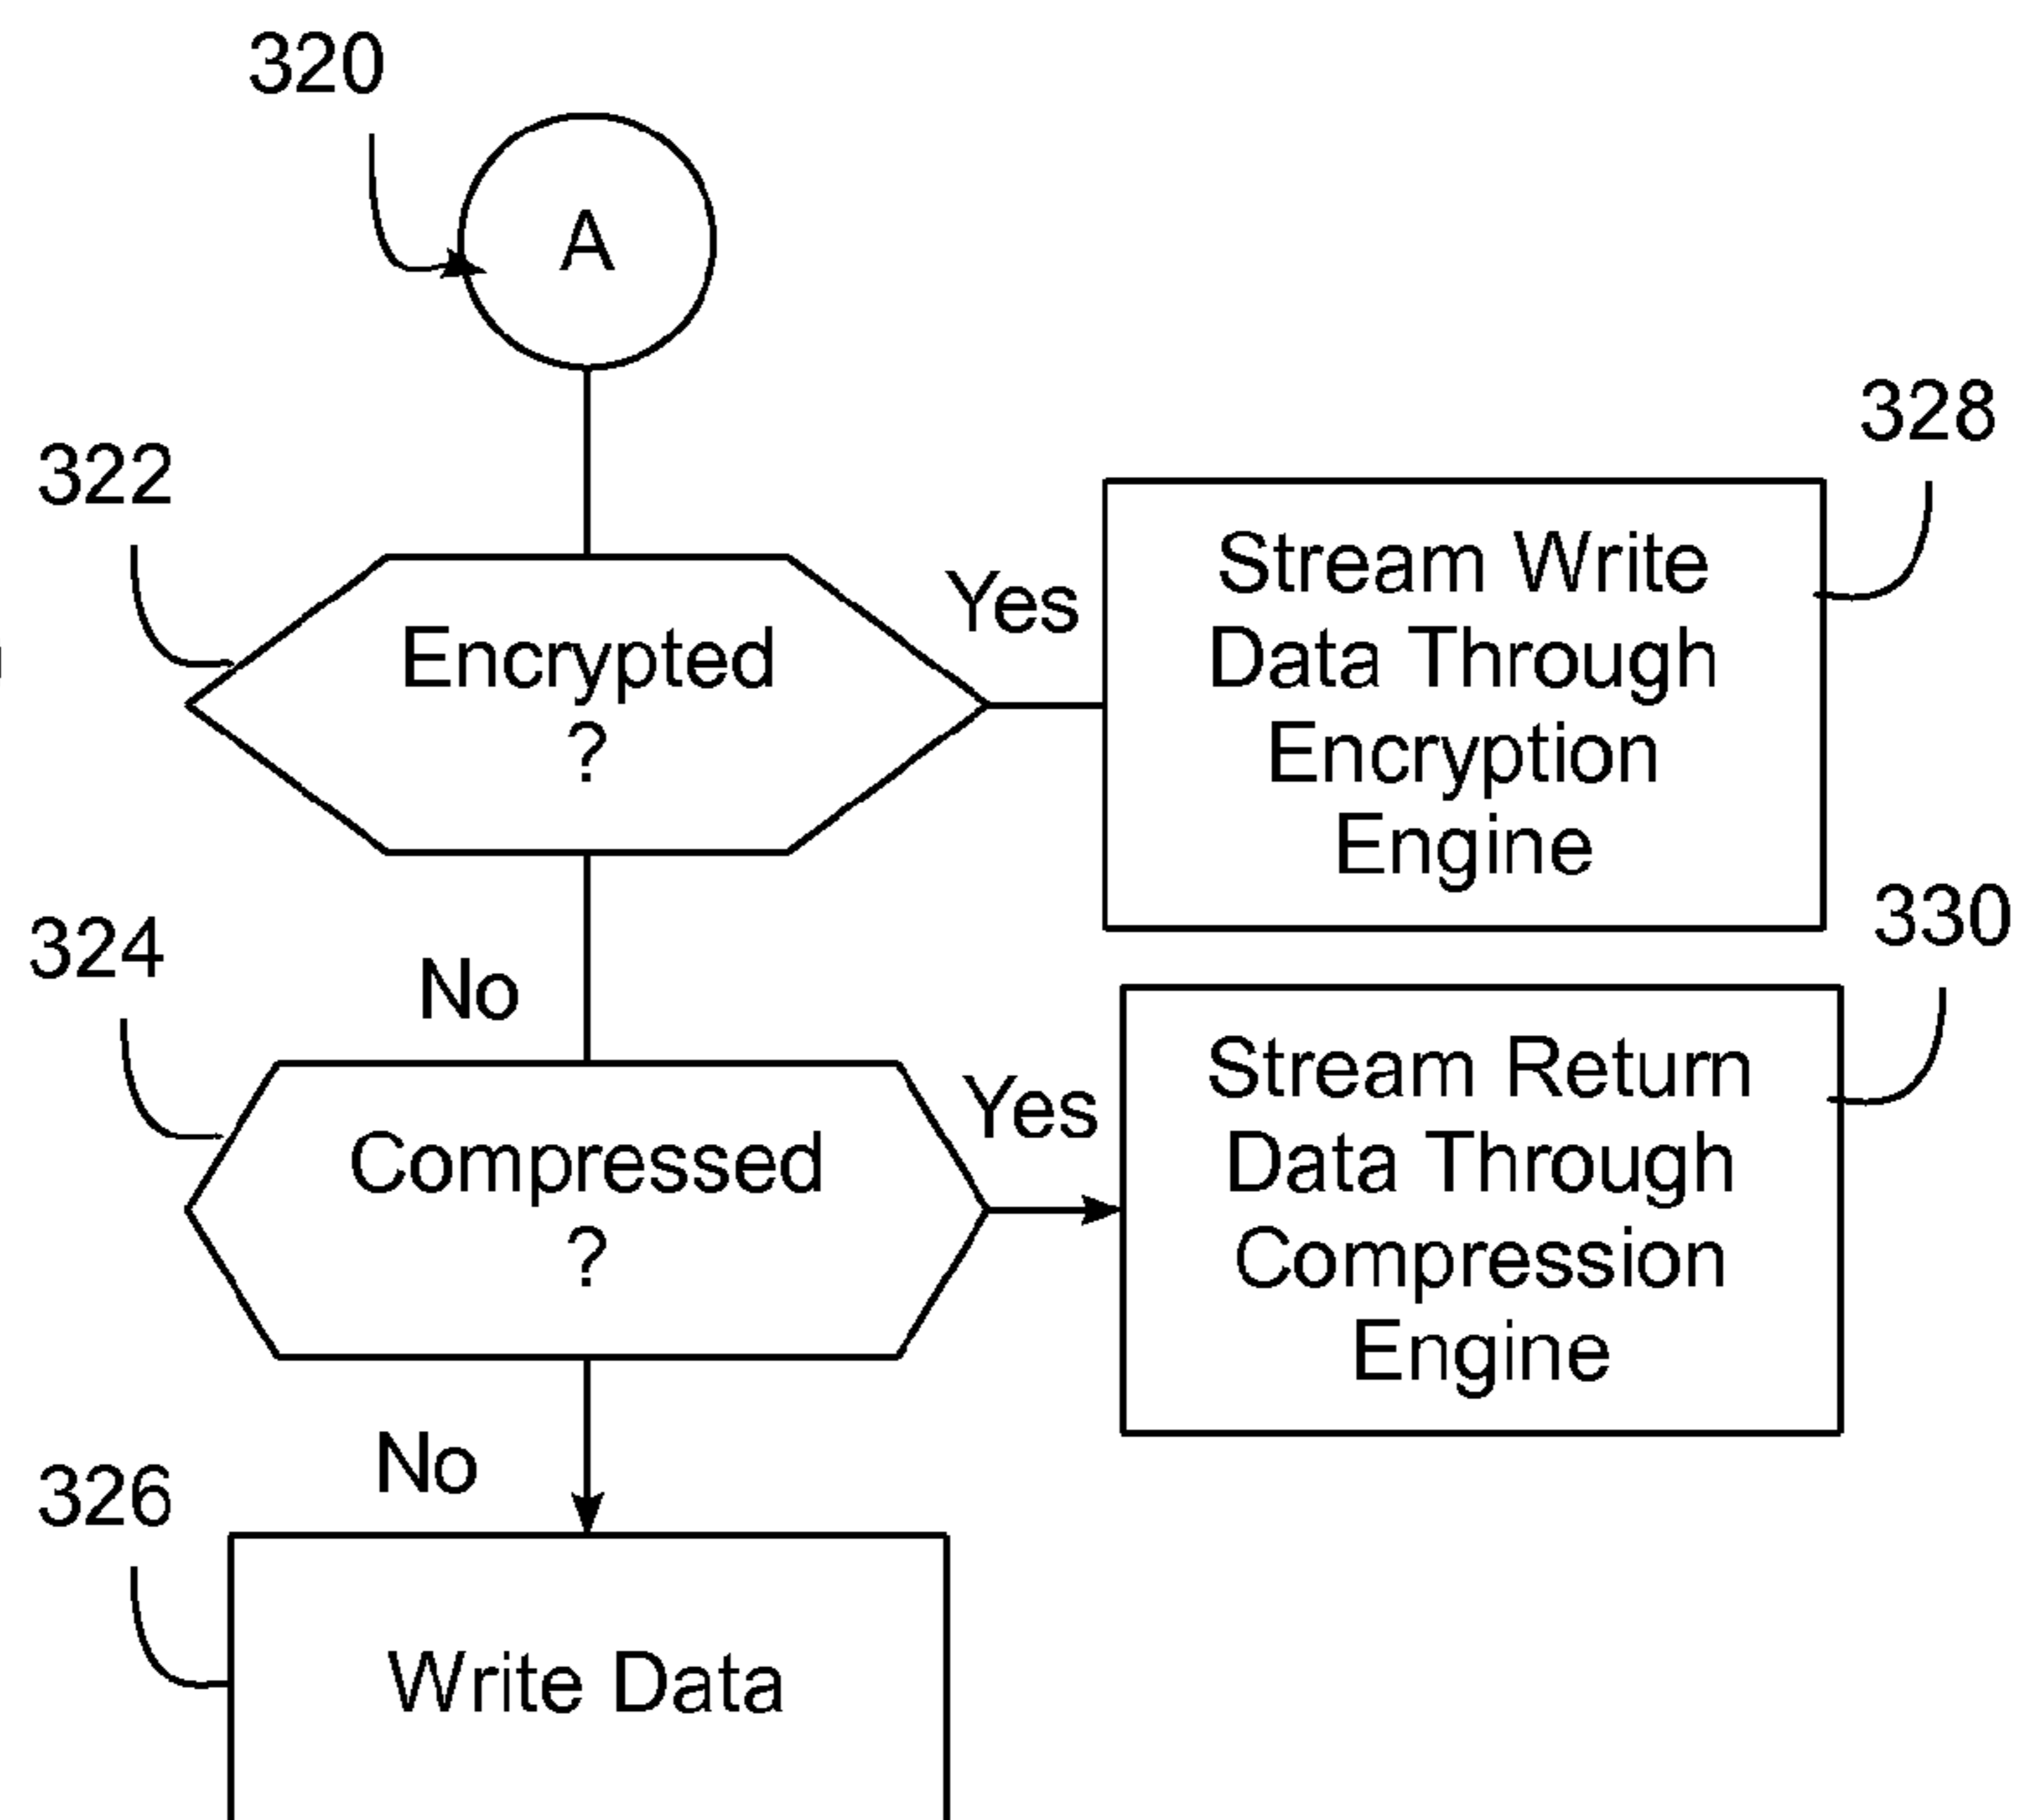 320
A
322
Encrypted
?
Yes
328
Stream Write
Data Through
Encryption
Engine
No
324
Compressed
?
Yes
330
Stream Return
Data Through
Compression
Engine
No
326
Write Data